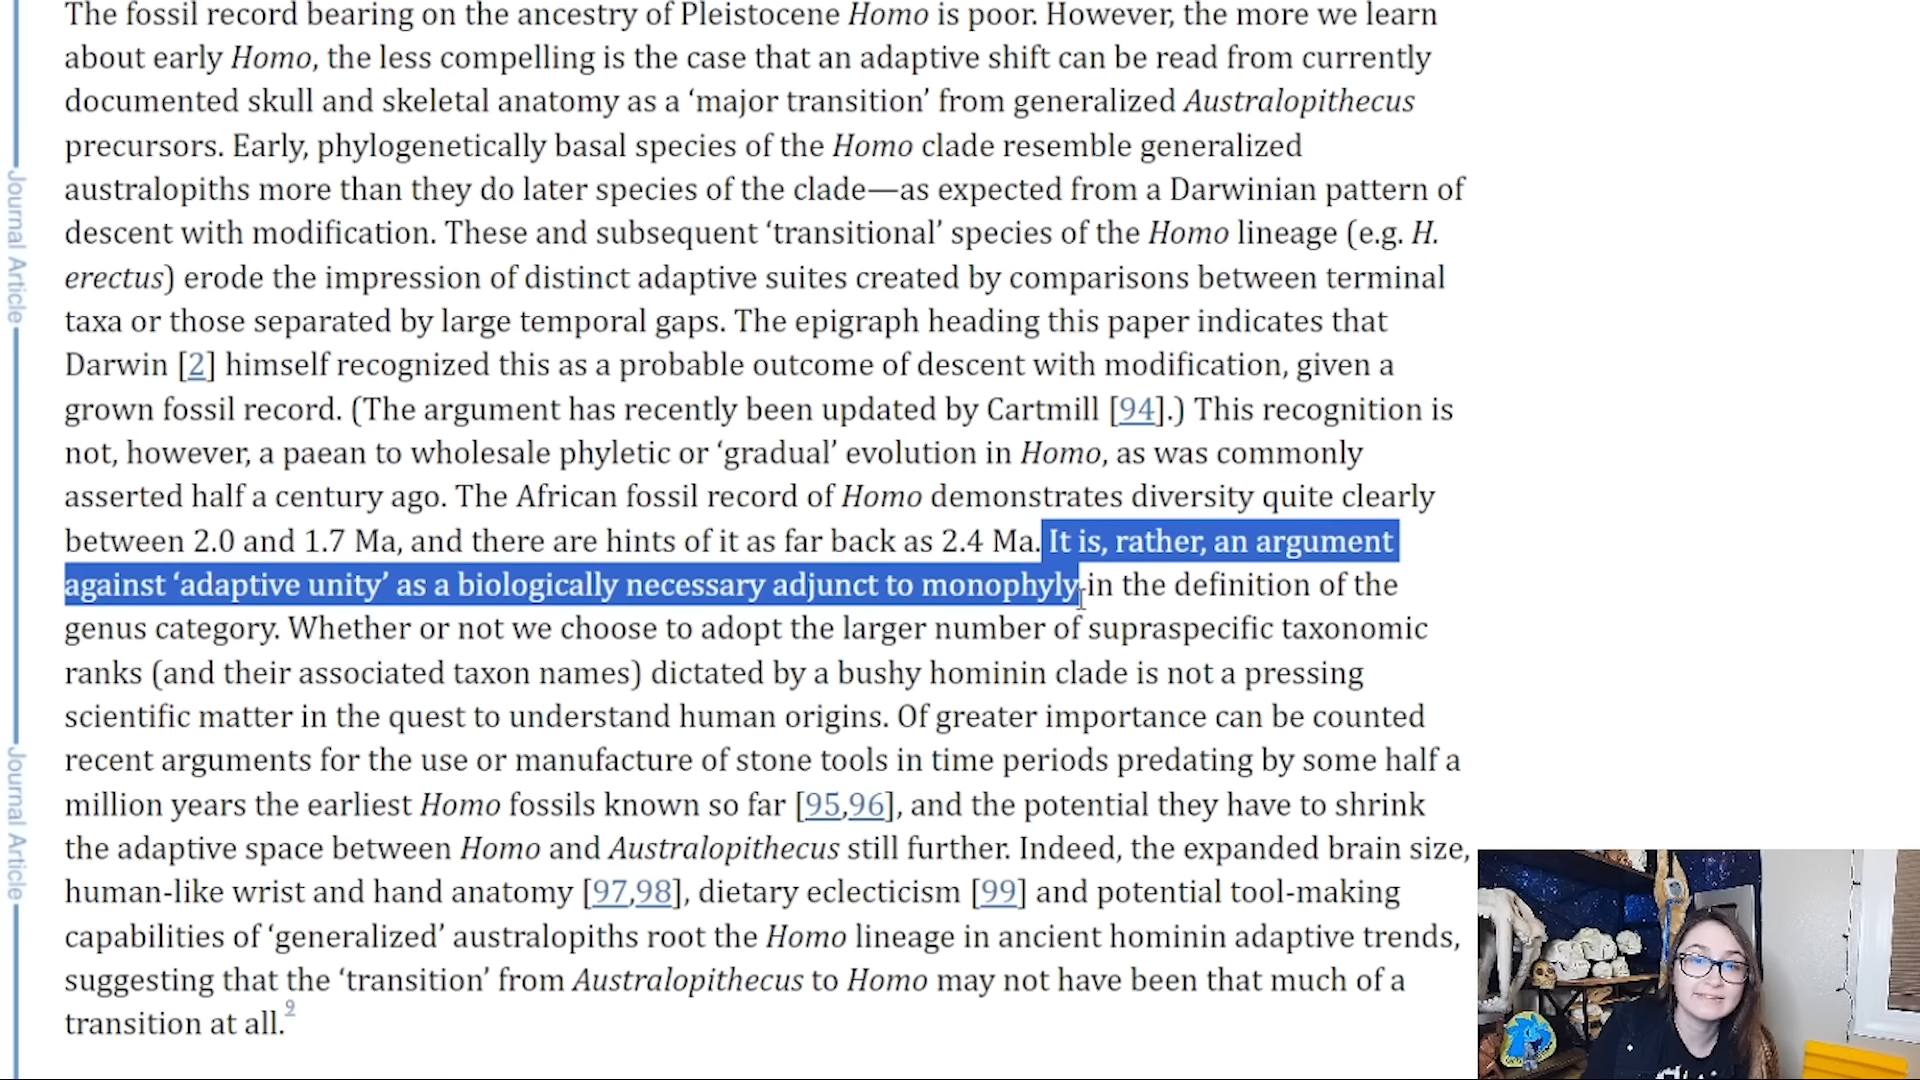 The fossil record bearing on the ancestry of Pleistocene Homo is poor. However, the more we learn
about early Homo, the less compelling is the case that an adaptive shift can be read from currently
documented skull and skeletal anatomy as a ‘major transition’ from generalized Australopithecus
precursors. Early, phylogenetically basal species of the Homo clade resemble generalized
australopiths more than they do later species of the clade—as expected from a Darwinian pattern of
descent with modification. These and subsequent ‘transitional’ species of the Homo lineage (e.g. H.
erectus) erode the impression of distinct adaptive suites created by comparisons between terminal
taxa or those separated by large temporal gaps. The epigraph heading this paper indicates that
Darwin [2] himself recognized this as a probable outcome of descent with modification, given a
grown fossil record. (The argument has recently been updated by Cartmill [94].) This recognition is
not, however, a paean to wholesale phyletic or ‘gradual’ evolution in Homo, as was commonly
asserted half a century ago. The African fossil record of Homo demonstrates diversity quite clearly
between 2.0 and 1.7 Ma, and there are hints of it as far back as 2.4 Ma. It is, rather, an argument
against ‘adaptive unity’ as a biologically necessary adjunct to monophyly in the definition of the
genus category. Whether or not we choose to adopt the larger number of supraspecific taxonomic
ranks (and their associated taxon names) dictated by a bushy hominin clade is not a pressing
scientific matter in the quest to understand human origins. Of greater importance can be counted
recent arguments for the use or manufacture of stone tools in time periods predating by some half a
million years the earliest Homo fossils known so far [95,96], and the potential they have to shrink
the adaptive space between Homo and Australopithecus still further. Indeed, the expanded brain size,
human-like wrist and hand anatomy [97,98], dietary eclecticism [99] and potential tool-making
capabilities of ‘generalized’ australopiths root the Homo lineage in ancient hominin adaptive trends,
suggesting that the ‘transition’ from Australopithecus to Homo may not have been that much of a
transition at all.9
Journal Article
Journal Article